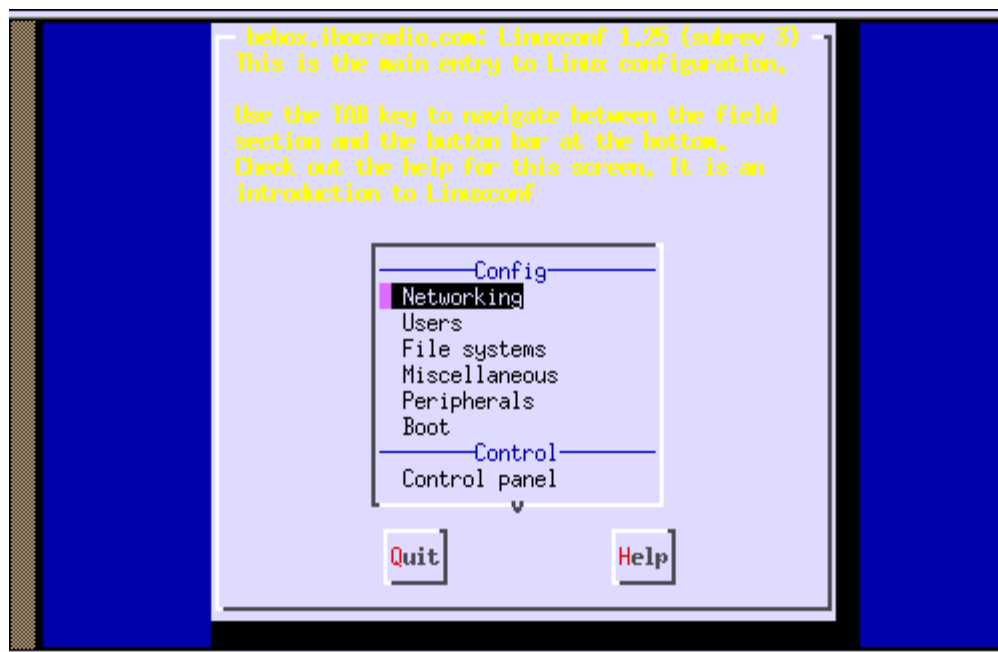 bebox.ibocradio.com: Linuxconf 1.25 (subrev 3)
This is the main entry to Linux configuration.
Use the TAB key to navigate between the field
section and the button bar at the bottom.
Check out the help for this screen. It is an
introduction to Linuxconf
Config
Networking
Users
File systems
Miscellaneous
Peripherals
Boot
Control
Control panel
Quit
Help